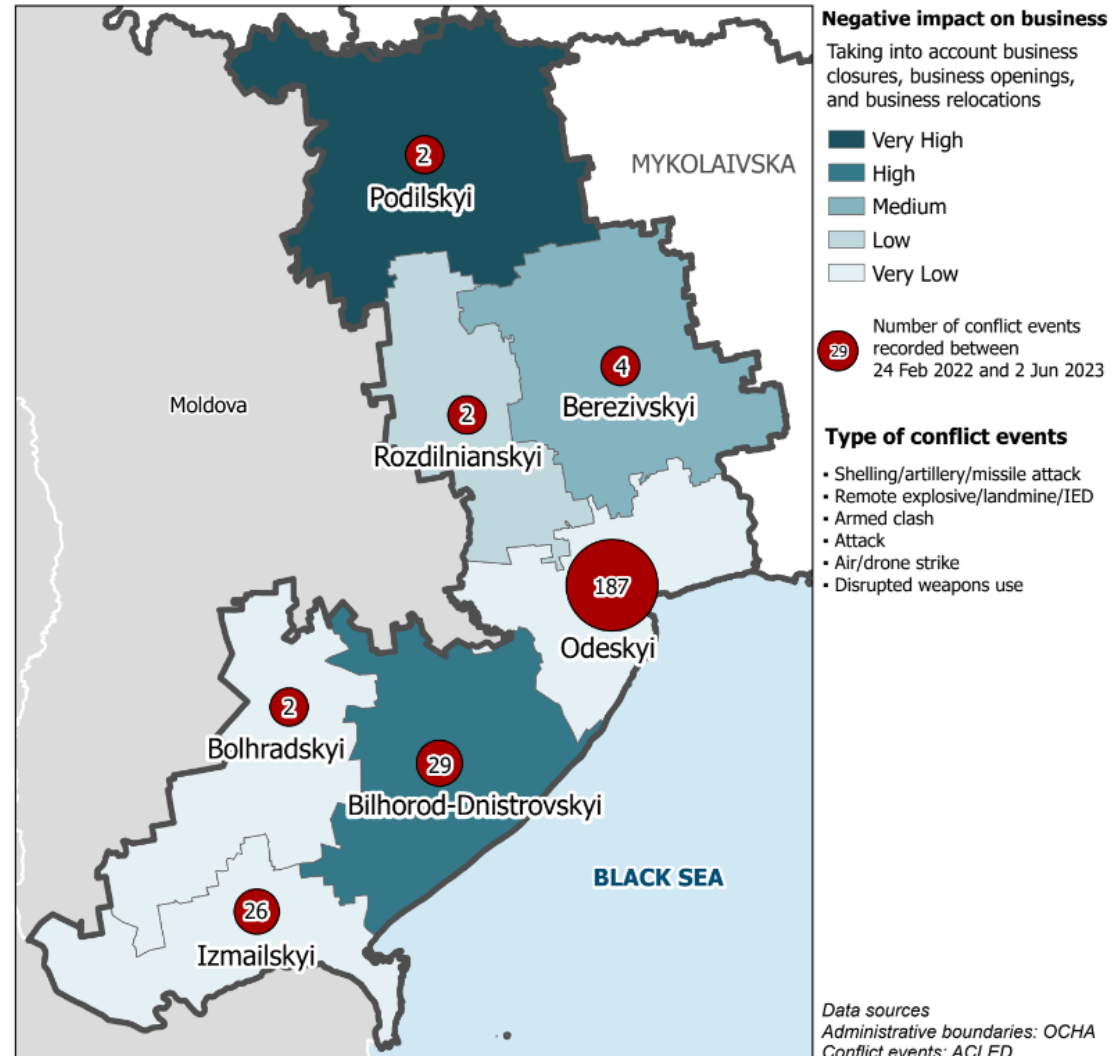 Negative impact on business
Taking into account business
closures, business openings,
and business relocations
Very High
High
Medium
Low
Very Low
29
Number of conflict events
recorded between
24 Feb 2022 and 2 Jun 2023
Type of conflict events
▪ Shelling/artillery/missile attack
▪ Remote explosive/landmine/IED
▪ Armed clash
▪ Attack
▪ Air/drone strike
▪ Disrupted weapons use
2
Podilskyi
MYKOLAIVSKA
4
Berezivskyi
Moldova
2
Rozdilnianskyi
187
Odeskyi
2
Bolhradskyi
29
Bilhorod-Dnistrovskyi
BLACK SEA
26
Izmailskyi
Data sources
Administrative boundaries: OCHA
Conflict events: ACLED